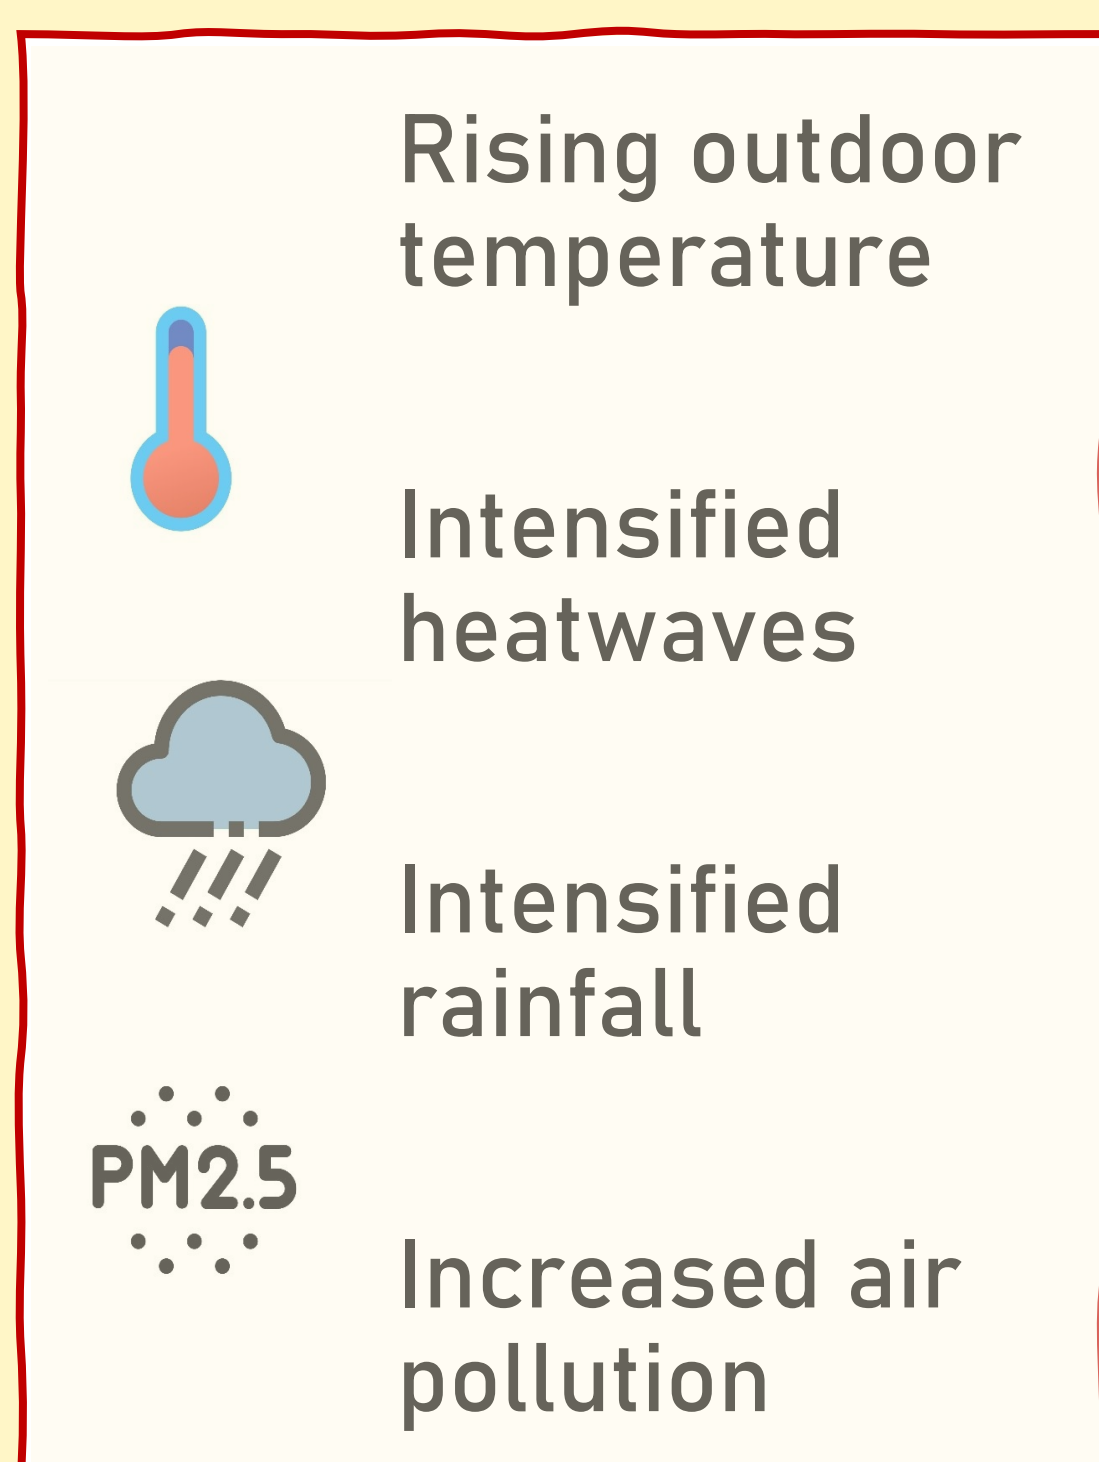 Rising outdoor
temperature
Intensified
heatwaves
Intensified
rainfall
PM2.5
Increased air
pollution